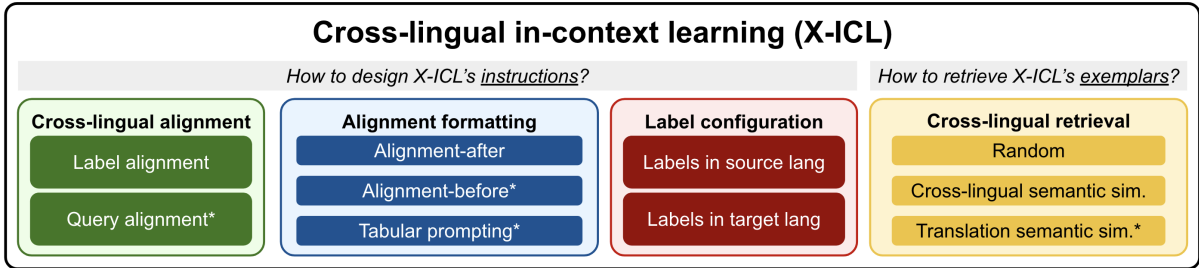 Cross-lingual in-context learning (X-ICL)
How to design X-ICL's instructions?
How to retrieve X-ICL's exemplars?
Cross-lingual alignment
Label alignment
Query alignment*
Alignment formatting
Alignment-after
Alignment-before*
Tabular prompting*
Label configuration
Labels in source lang
Labels in target lang
Cross-lingual retrieval
Random
Cross-lingual semantic sim.
Translation semantic sim.*